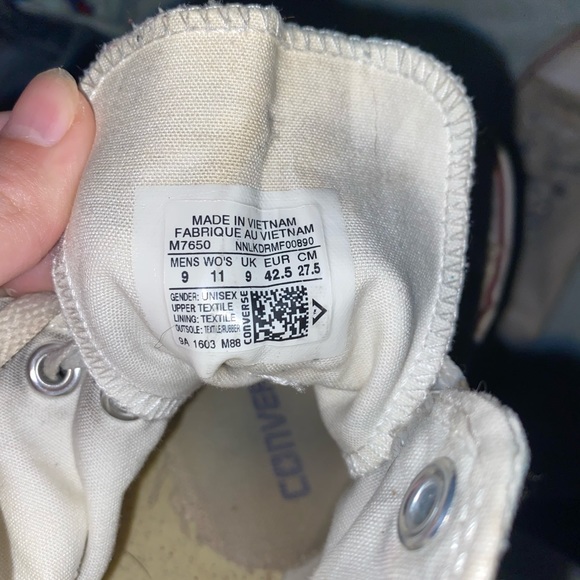 MADE IN VIETNAM
FABRIQUE AU VIETNAM
M7650 NNLKDRMF00890
MENS WO'S UK EUR CM
9 11 9 42.5 27.5
GENDER: UNISEX
UPPER TEXTILE
LINING: TEXTILE
OUTSOLE: TEXTILE/RUBBER
CONVERSE
9A 1603 M88
CONVE